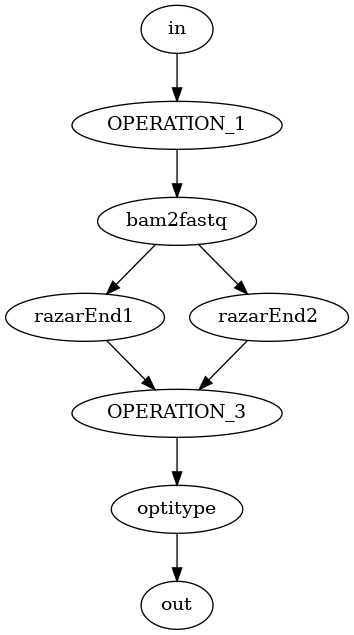 in
OPERATION_1
bam2fastq
razarEnd1
razarEnd2
OPERATION_3
optitype
out